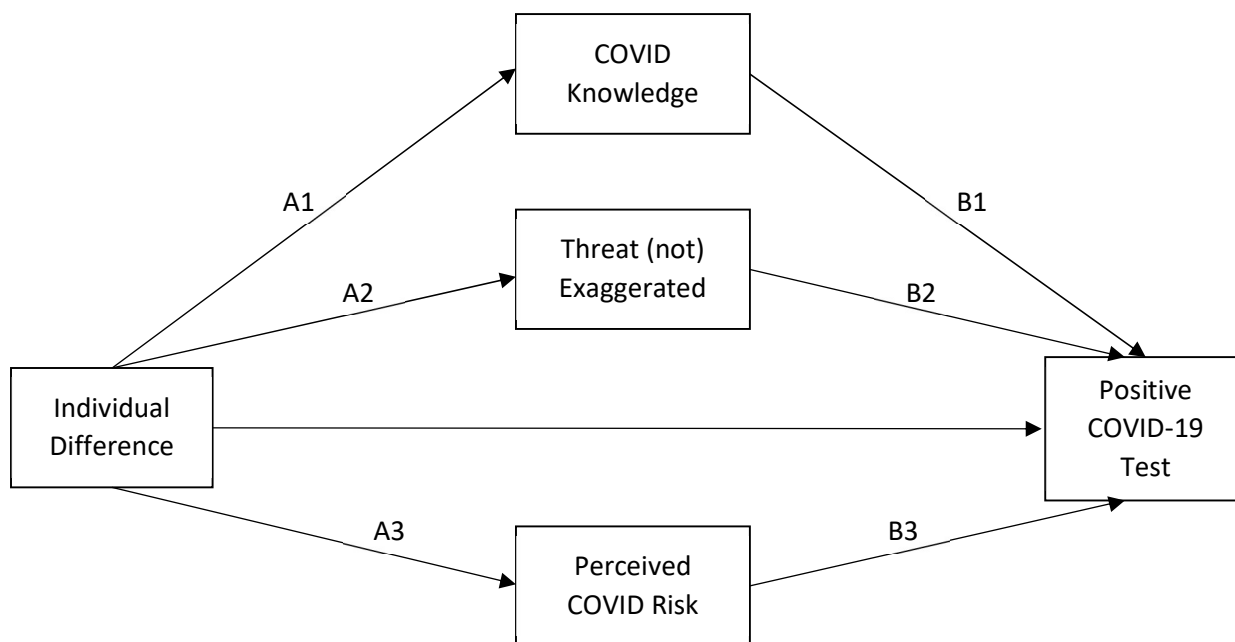 COVID
Knowledge
A1
B1
Threat (not)
Exaggerated
A2
B2
Individual
Difference
Positive
COVID-19
Test
A3
B3
Perceived
COVID Risk